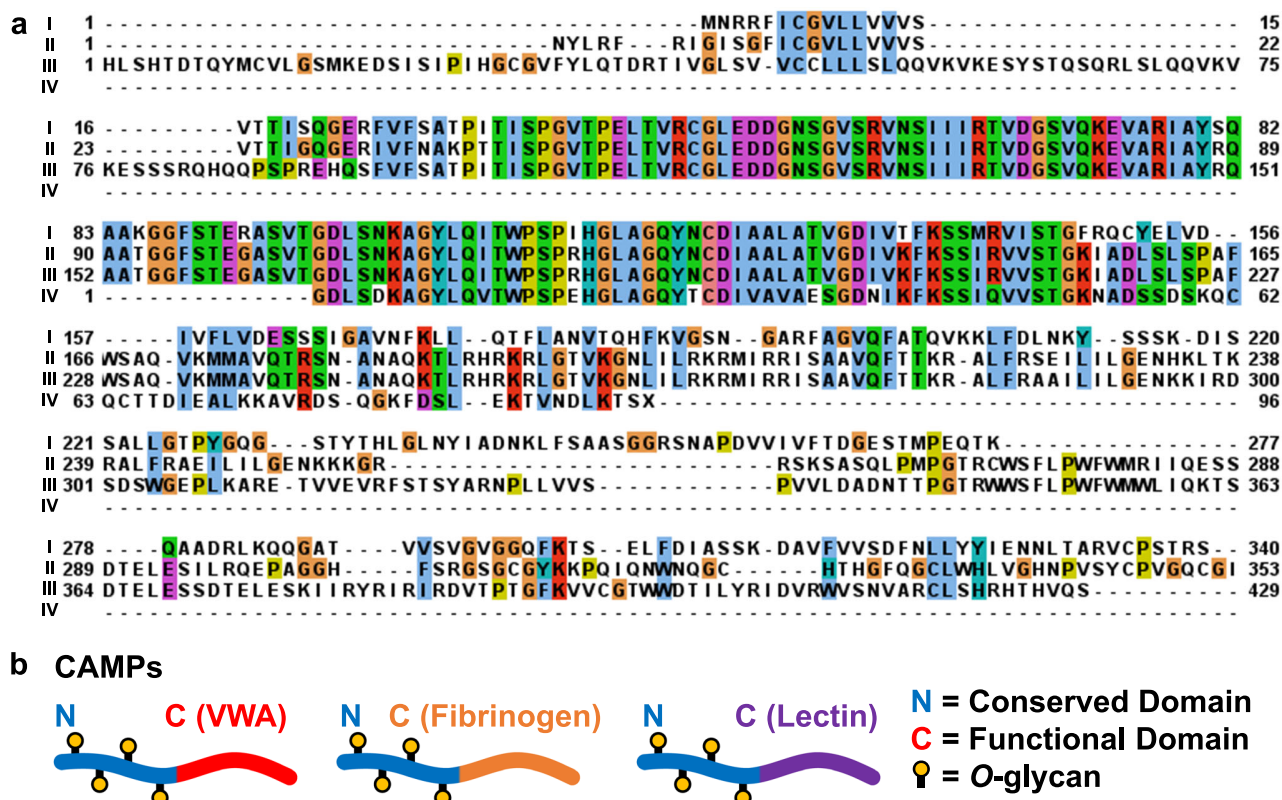 a
I 1 - - - - - - - - - - - - - - - - - - - - - - - - - - - - - - - - - - - - - - - - MNRRFICGVLLVVVS - - - - - - - - - - - - - - - - - - - - - 15
II 1 - - - - - - - - - - - - - - - - - - - - - - - - - - - - - - NYLRF - - - RIGISGFICGVLLVVVS - - - - - - - - - - - - - - - - - - - - - 22
III 1 HLSHTDTQYMCVLGSMKEDSISIPIHGCGVFYLQTDRTIVGLSV-VCCLLLSLQQVKVKESYSTQSQRLSLQQVKV 75
IV - - - - - - - - - - - - - - - - - - - - - - - - - - - - - - - - - - - - - - - - - - - - - - - - - - - - - - - - - - - - - - - - - - - - - - - - - - - -
I 16 - - - - - - - - - VTTISQGERFVFSATPITISPGVTPELTVRCGLEDDGNSGVSRVNSIIIRTVDGSVQKEVARIAYSQ 82
II 23 - - - - - - - - - VTTIGQGERIVFNAKPTTISPGVTPELTVRCGLEDDGNSGVSRVNSIIIRTVDGSVQKEVARIAYRQ 89
III 76 KESSSRQHQQPSPREHQSFVFSATPITISPGVTPELTVRCGLEDDGNSGVSRVNSIIIRTVDGSVQKEVARIAYRQ 151
IV - - - - - - - - - - - - - - - - - - - - - - - - - - - - - - - - - - - - - - - - - - - - - - - - - - - - - - - - - - - - - - - - - - - - - - - - - - - -
I 83 AAKGGFSTERASVTGDLSNKAGYLQITWPSPIHGLAGQYNCDIAALATVGDIVTFKSSMRVISTGFRQCYELVD - - 156
II 90 AATGGFSTEGASVTGDLSNKAGYLQITWPSPRHGLAGQYNCDIAALATVGDIVKFKSSIRVVSTGKIADLSLSPAF 165
III 152 AATGGFSTEGASVTGDLSNKAGYLQITWPSPRHGLAGQYNCDIAALATVGDIVKFKSSIRVVSTGKIADLSLSPAF 227
IV 1 - - - - - - - - - - - - - - GDLSDKAGYLQVTWPSPEHGLAGQYTCDIVAVAESGDNIKFKSSIQVVSTGKNADSSDSKQC 62
I 157 - - - - - IVFLVDESSSIGAVNFKLL - - QTFLANVTQHFKVGSN - - GARFAGVQFATQVKKLFDLNKY - - SSSK-DIS 220
II 166 WSAQ-VKMMAVQTRSN-ANAQKTLRHRKRLGTVKGNLILRKRMIRRISAAVQFTTKR-ALFRSEILILGENHKLTK 238
III 228 WSAQ-VKMMAVQTRSN-ANAQKTLRHRKRLGTVKGNLILRKRMIRRISAAVQFTTKR-ALFRAAILILGENKKIRD 300
IV 63 QCTTDIEALKKAVRDS-QGKFDSL - - EKTVNDLKTSX - - - - - - - - - - - - - - - - - - - - - - - - - - - - - - - - - - - - - - - 96
I 221 SALLGTPYGQG - - - STYTHLGLNYIADNKLFSAASGGRSNAPDVVIVFTDGESTMPEQTK - - - - - - - - - - - - - - - - 277
II 239 RALFRAEILILGENKKKGR - - - - - - - - - - - - - - - - - - - - - - - - - - - RSKSASQLPMPGTRCWSFLPWFWMRIIQESS 288
III 301 SDSWGEPLKARE-TVVEVRFSTSYARNPLLVVS - - - - - - - - - - - - - PVVLDADNTTPGTRWWSFLPWFWMWLIQKTS 363
IV - - - - - - - - - - - - - - - - - - - - - - - - - - - - - - - - - - - - - - - - - - - - - - - - - - - - - - - - - - - - - - - - - - - - - - - - - - - -
I 278 - - - - QAADRLKQQGAT - - - - VVSVGVGGQFKTS - - ELFDIASSK-DAVFVVSDFNLLYYIENNLTARVCPSTRS - 340
II 289 DTELESILRQEPAGGH - - - - - FSRGSGCGYKKPQIQNWNQGC - - - - - - HTHGFQGCLWHLVGHNPVSYCPVGQCGI 353
III 364 DTELESSDTELESKIIRYRIRIRDVTPTGFKVVCGTWWDTILYRIDVRWVSNVARCLSHRHTHVQS - - - - - - - - - - 429
IV - - - - - - - - - - - - - - - - - - - - - - - - - - - - - - - - - - - - - - - - - - - - - - - - - - - - - - - - - - - - - - - - - - - - - - - - - - - -
b CAMPs
N C (VWA) N C (Fibrinogen) N C (Lectin)
N = Conserved Domain
C = Functional Domain
= O-glycan